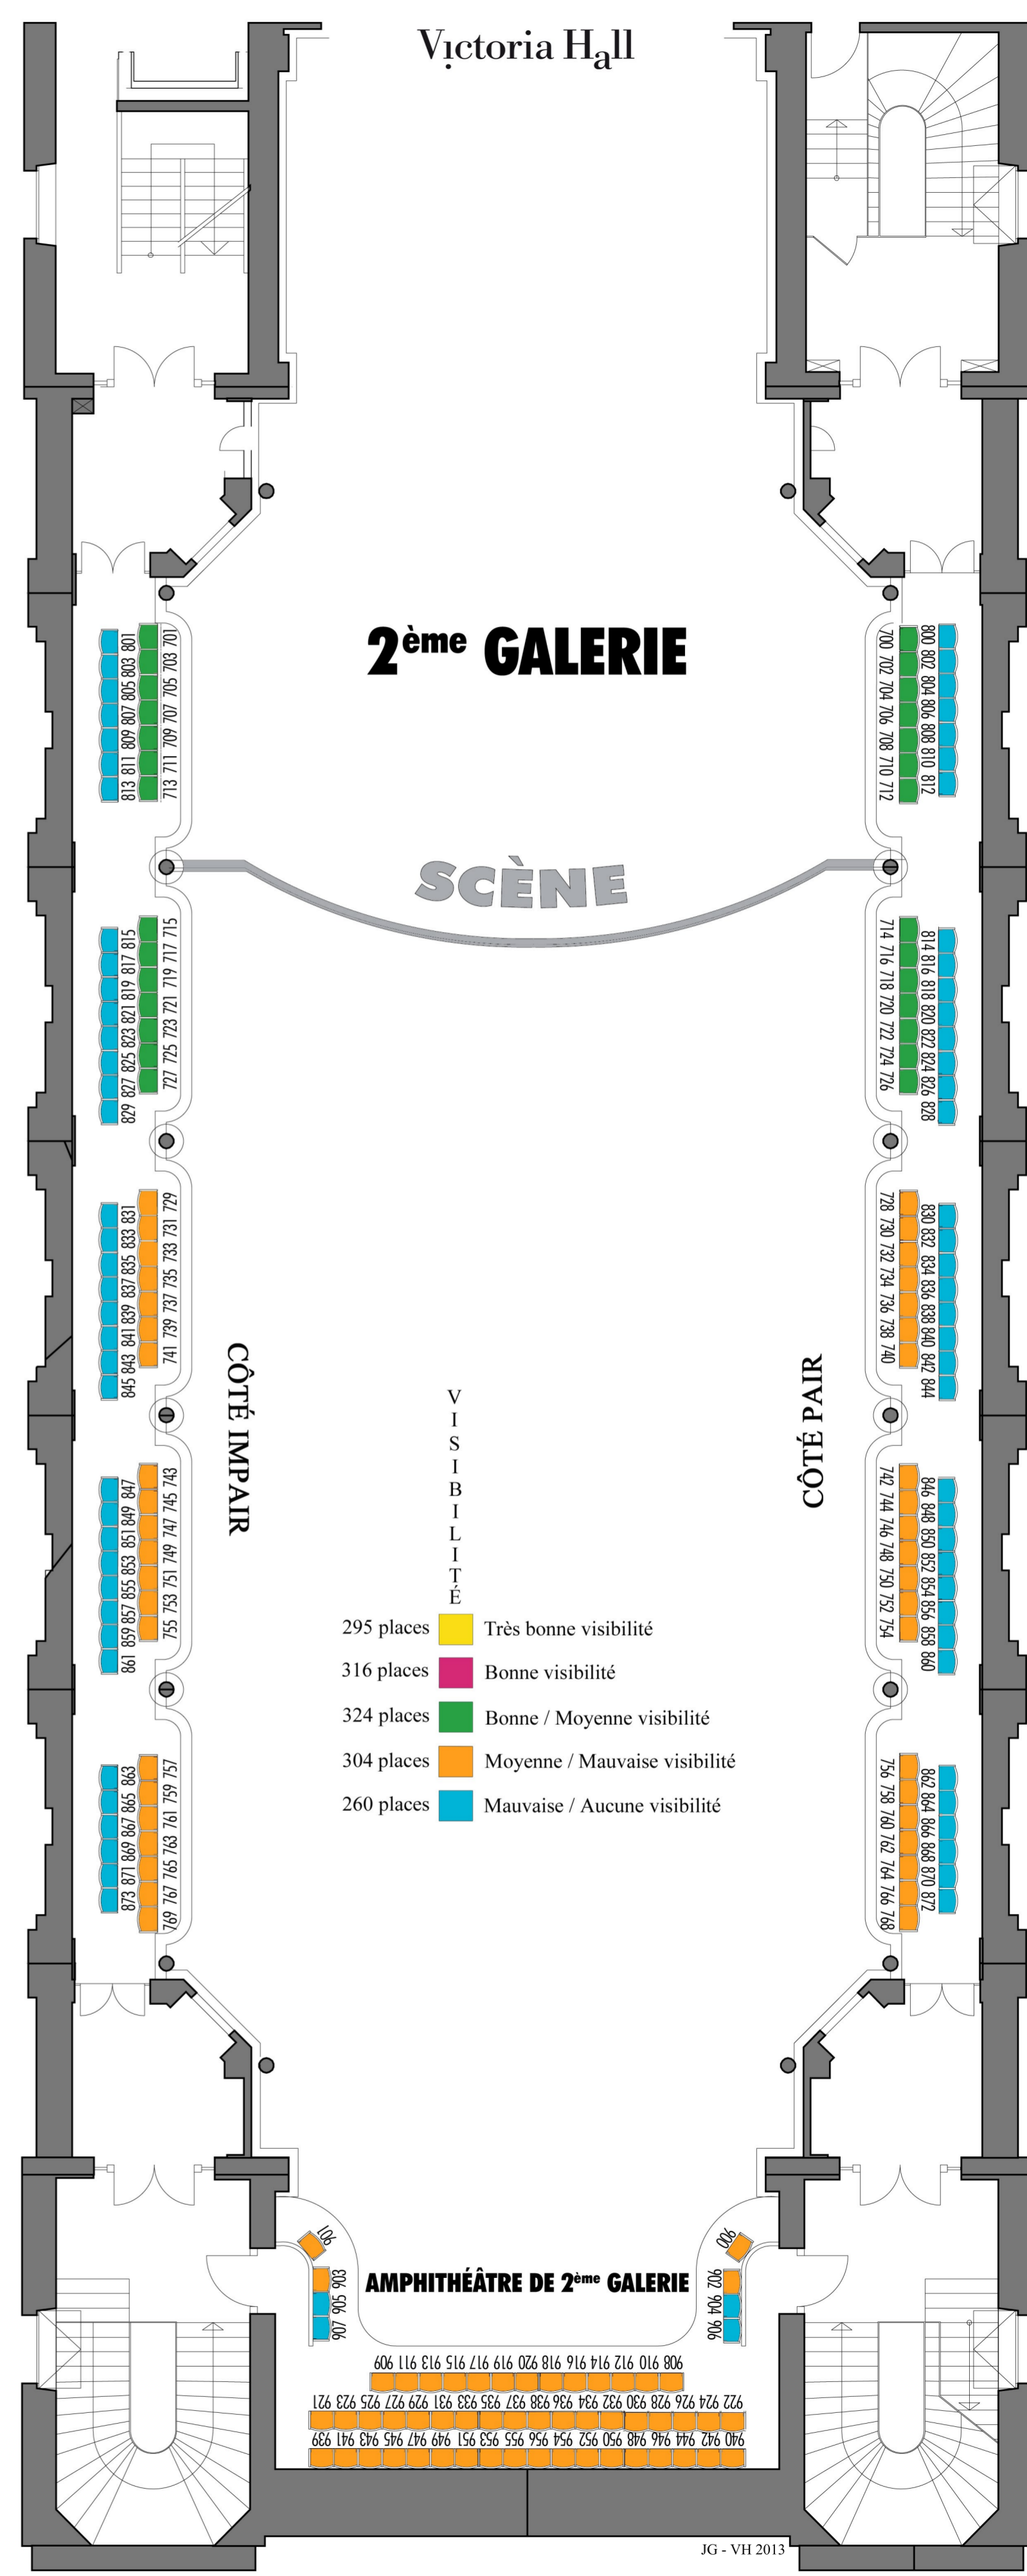 Victoria Hall
2ème GALERIE
SCÈNE
801 803 805 807 809 811 813
701 703 705 707 709 711 713
700 702 704 706 708 710 712
800 802 804 806 808 810 812
815 817 819 821 823 825 827 829
715 717 719 721 723 725 727
714 716 718 720 722 724 726
814 816 818 820 822 824 826 828
831 833 835 837 839 841 843 845
729 731 733 735 737 739 741
728 730 732 734 736 738 740
830 832 834 836 838 840 842 844
CÔTÉ IMPAIR
CÔTÉ PAIR
847 849 851 853 855 857 859 861
743 745 747 749 751 753 755
742 744 746 748 750 752 754
846 848 850 852 854 856 858 860
VISIBILITÉ
295 places Très bonne visibilité
316 places Bonne visibilité
324 places Bonne / Moyenne visibilité
304 places Moyenne / Mauvaise visibilité
260 places Mauvaise / Aucune visibilité
863 865 867 869 871 873
757 759 761 763 765 767 769
756 758 760 762 764 766 768
862 864 866 868 870 872
901
903 905 907
900
902 904 906
AMPHITHÉÂTRE DE 2ème GALERIE
908 910 912 914 916 918 920 919 917 915 913 911 909
922 924 926 928 930 932 934 936 938 937 935 933 931 929 927 925 923 921
940 942 944 946 948 950 952 954 956 955 953 951 949 947 945 943 941 939
JG - VH 2013